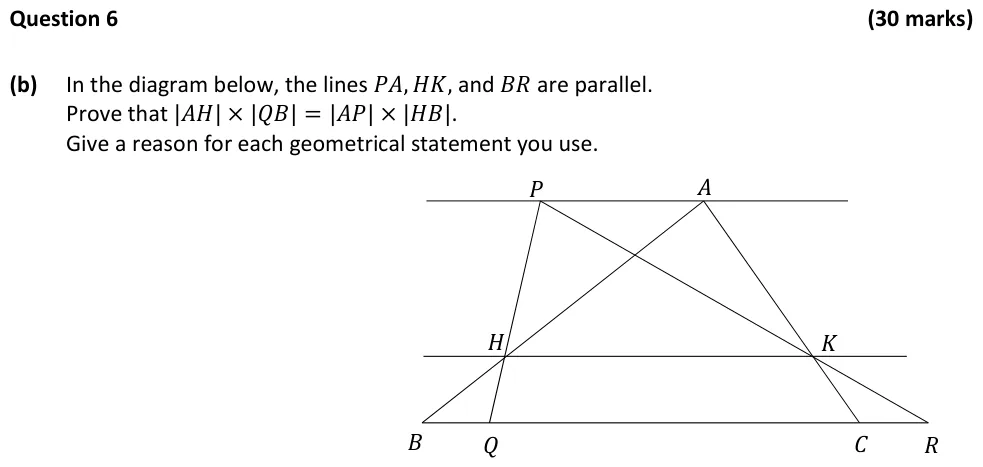 Question 6 (30 marks)
(b) In the diagram below, the lines PA, HK, and BR are parallel.
Prove that |AH| × |QB| = |AP| × |HB|.
Give a reason for each geometrical statement you use.
P A
H K
B Q C R